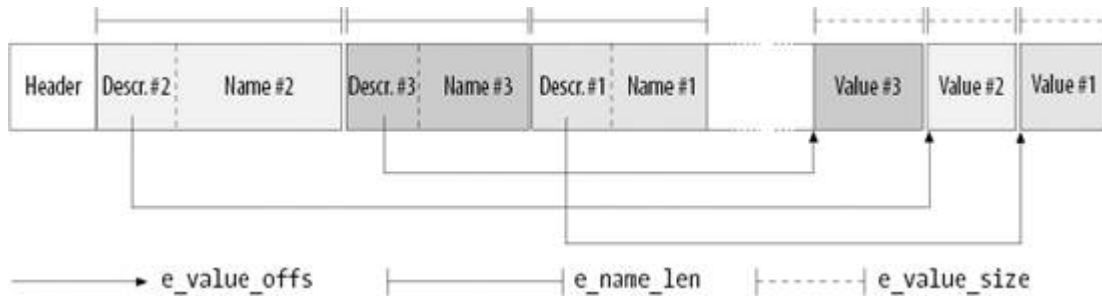 Header Descr.#2 Name #2 Descr.#3 Name #3 Descr.#1 Name #1 Value #3 Value #2 Value #1
e_value_offs e_name_len e_value_size